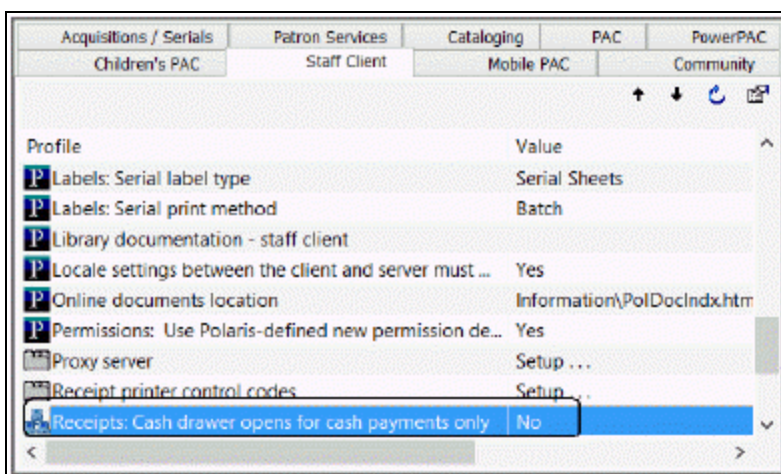 Acquisitions / Serials Patron Services Cataloging PAC PowerPAC
Children's PAC Staff Client Mobile PAC Community
Profile Value
Labels: Serial label type Serial Sheets
Labels: Serial print method Batch
Library documentation - staff client
Locale settings between the client and server must ... Yes
Online documents location Information\PolDocIndx.htm
Permissions: Use Polaris-defined new permission de... Yes
Proxy server Setup . . .
Receipt printer control codes Setup . . .
Receipts: Cash drawer opens for cash payments only No